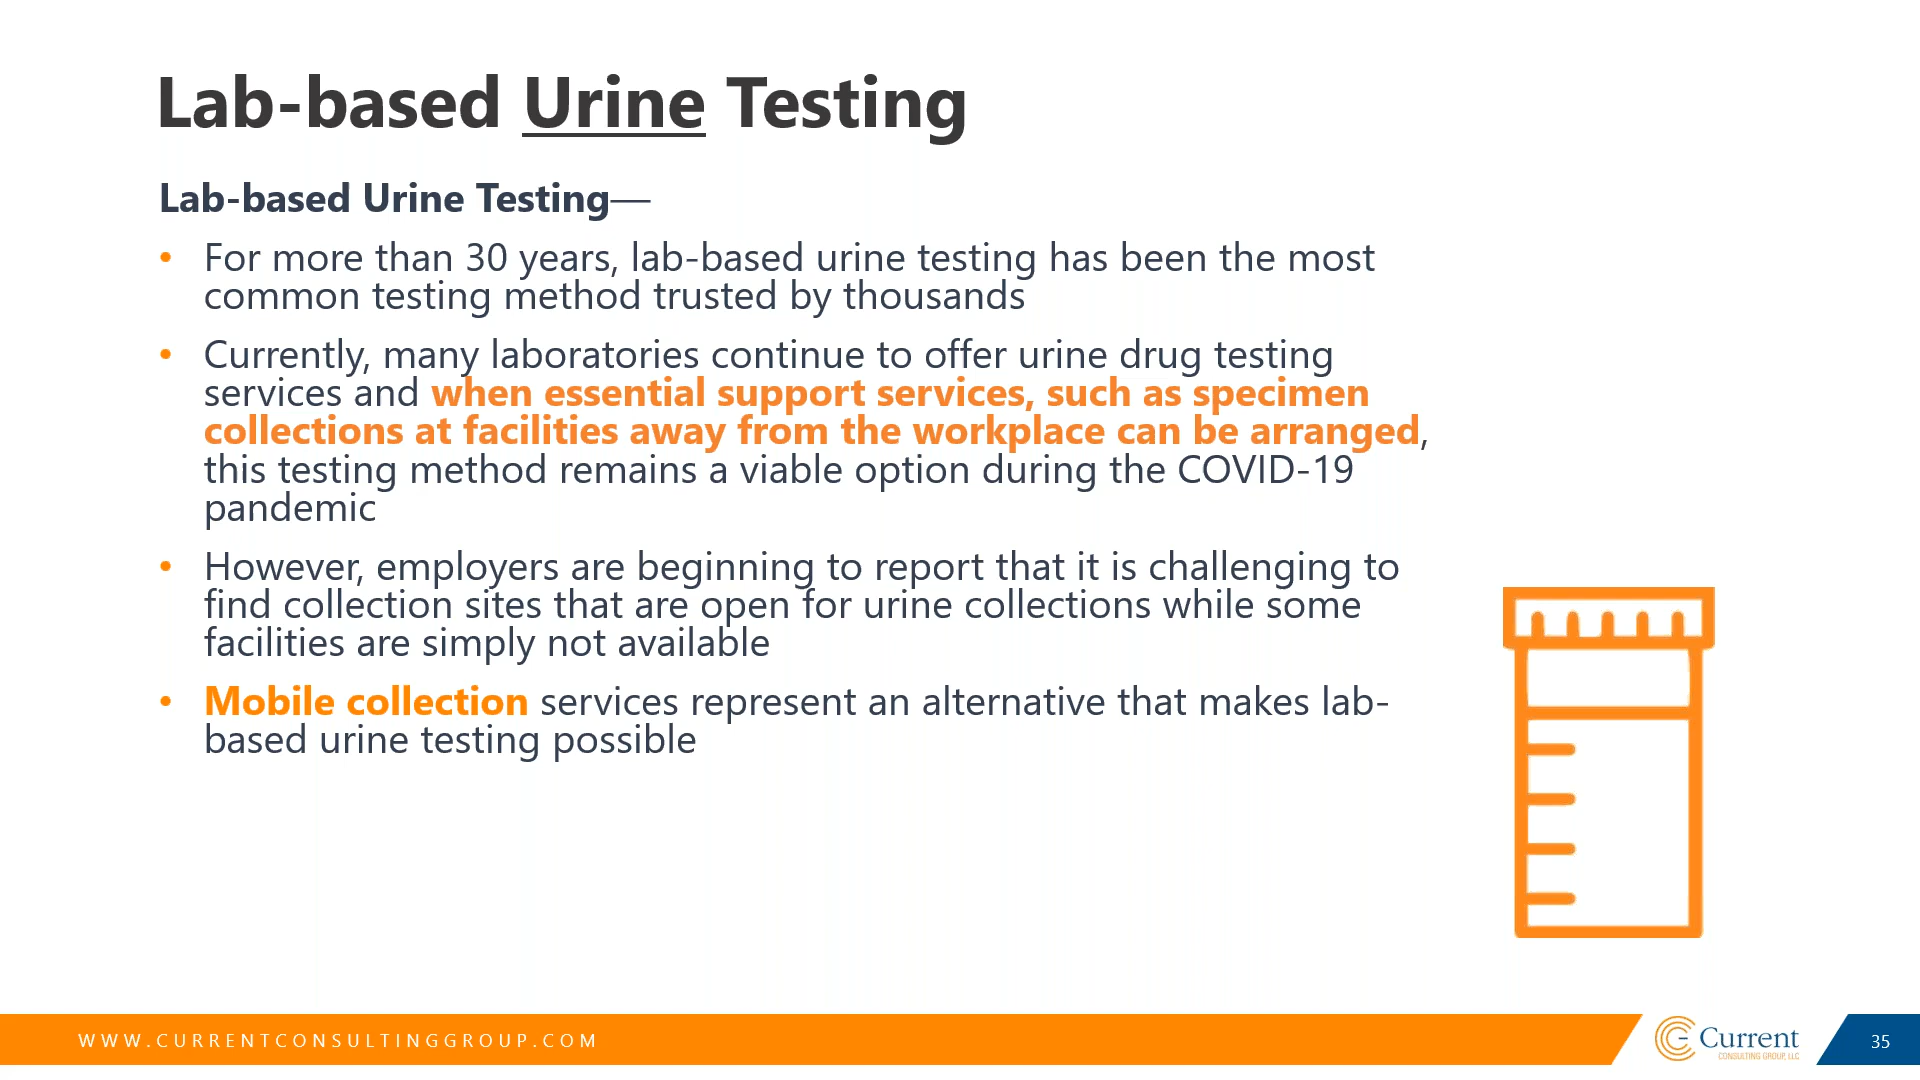 Lab-based Urine Testing
Lab-based Urine Testing—
• For more than 30 years, lab-based urine testing has been the most
common testing method trusted by thousands
• Currently, many laboratories continue to offer urine drug testing
services and when essential support services, such as specimen
collections at facilities away from the workplace can be arranged,
this testing method remains a viable option during the COVID-19
pandemic
• However, employers are beginning to report that it is challenging to
find collection sites that are open for urine collections while some
facilities are simply not available
• Mobile collection services represent an alternative that makes lab-
based urine testing possible
WWW.CURRENTCONSULTINGGROUP.COM
Current
CONSULTING GROUP, LLC
35